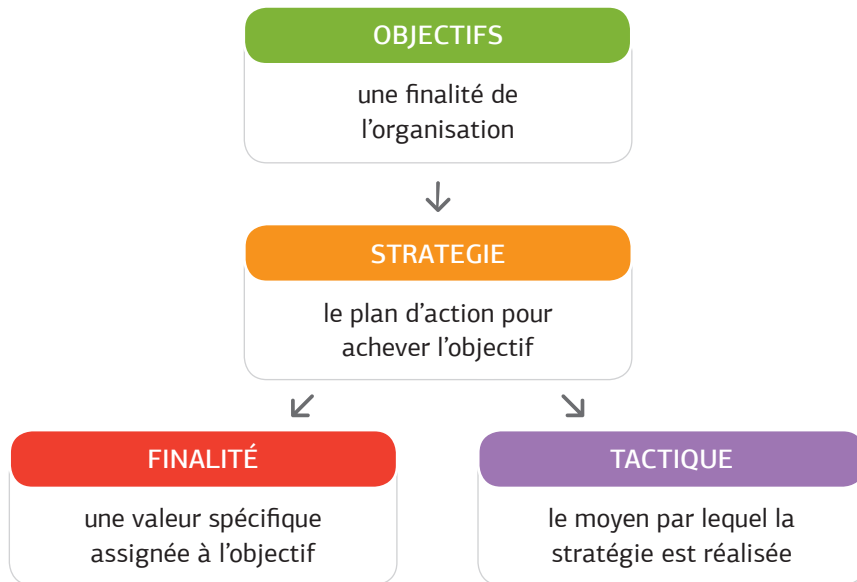 OBJECTIFS
une finalité de
l'organisation
STRATEGIE
le plan d'action pour
achever l'objectif
FINALITÉ
une valeur spécifique
assignée à l'objectif
TACTIQUE
le moyen par lequel la
stratégie est réalisée